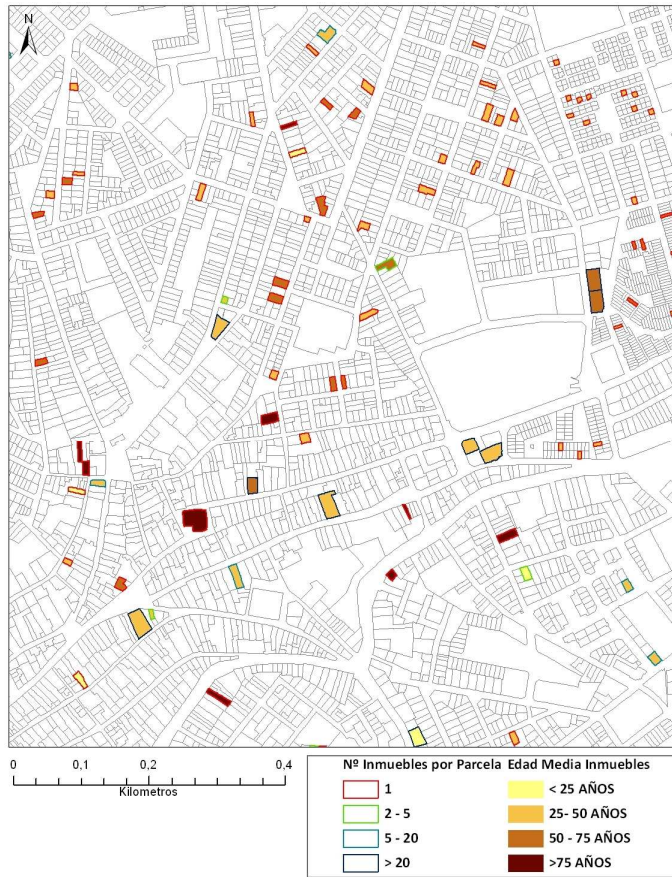 N
0 0,1 0,2 0,4
Kilometros
Nº Inmuebles por Parcela Edad Media Inmuebles
1 < 25 AÑOS
2 - 5 25- 50 AÑOS
5 - 20 50 - 75 AÑOS
> 20 >75 AÑOS